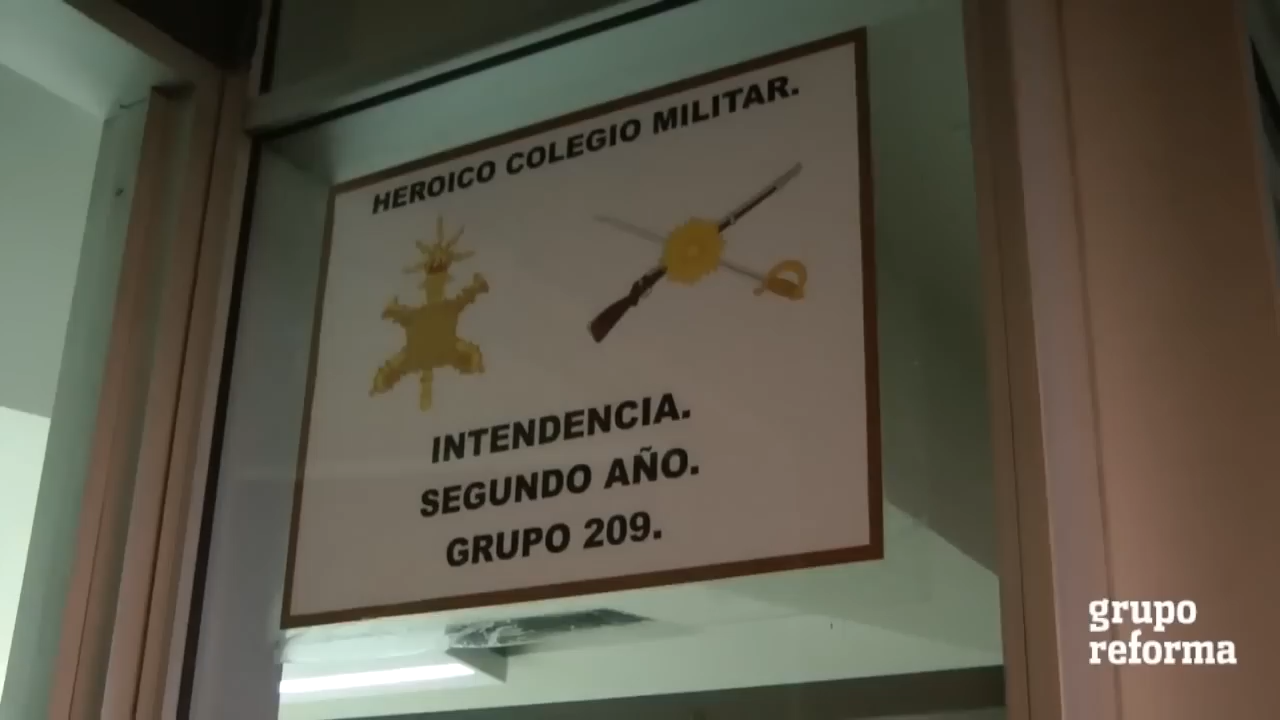 HEROICO COLEGIO MILITAR.
INTENDENCIA.
SEGUNDO AÑO.
GRUPO 209.
grupo
reforma